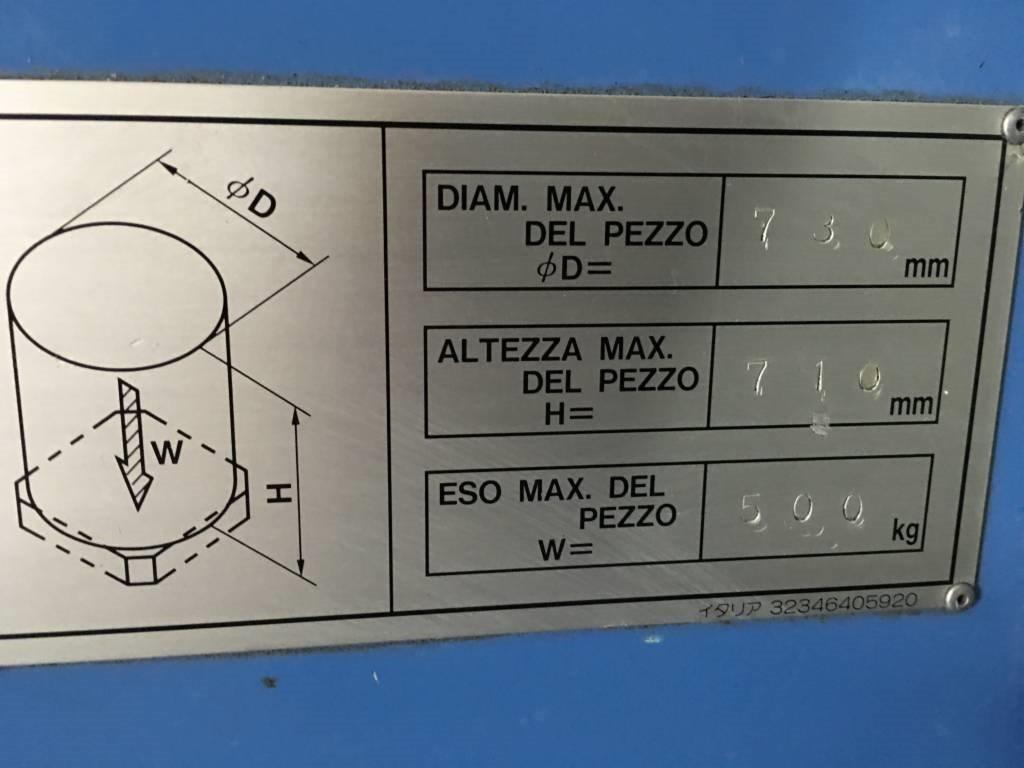 φD
W
H
DIAM. MAX.
DEL PEZZO
φD=
730 mm
ALTEZZA MAX.
DEL PEZZO
H=
710 mm
ESO MAX. DEL
PEZZO
W=
500 kg
イタリア 32346405920